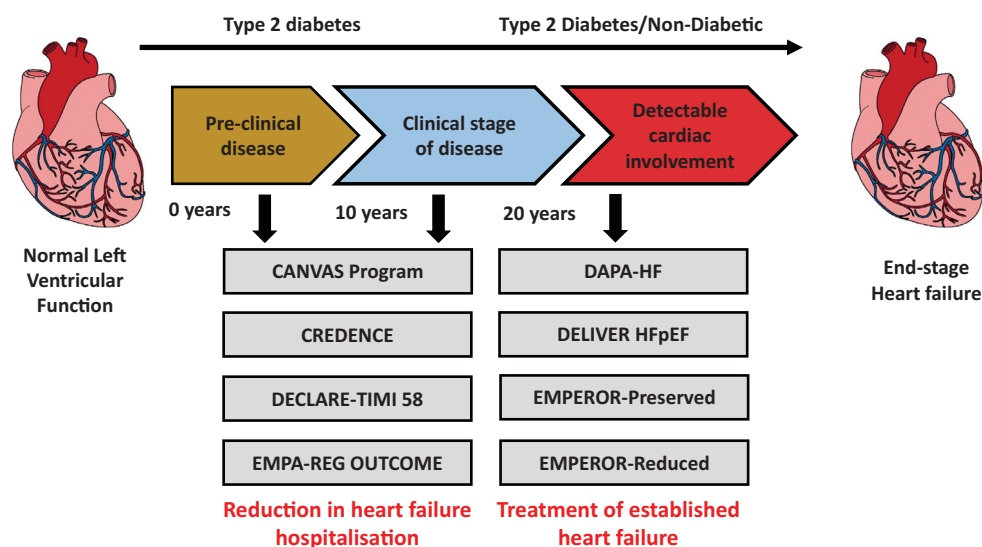 Type 2 diabetes
Type 2 Diabetes/Non-Diabetic
Pre-clinical
disease
Clinical stage
of disease
Detectable
cardiac
involvement
0 years
10 years
20 years
Normal Left
Ventricular
Function
End-stage
Heart failure
CANVAS Program
CREDENCE
DECLARE-TIMI 58
EMPA-REG OUTCOME
Reduction in heart failure
hospitalisation
DAPA-HF
DELIVER HFpEF
EMPEROR-Preserved
EMPEROR-Reduced
Treatment of established
heart failure